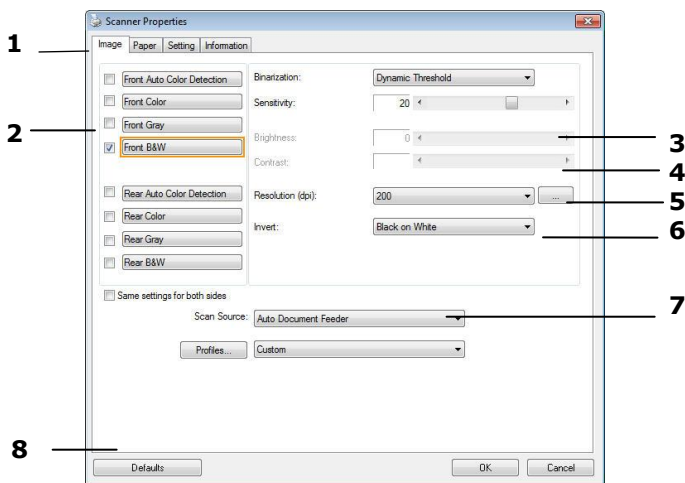 Scanner Properties
1
Image Paper Setting Information
Front Auto Color Detection Binarization: Dynamic Threshold
Front Color Sensitivity: 20
2
Front Gray Brightness: 0 3
Front B&W Contrast: 4
Rear Auto Color Detection Resolution (dpi): 200 ... 5
Rear Color Invert: Black on White 6
Rear Gray
Rear B&W
Same settings for both sides
Scan Source: Auto Document Feeder 7
Profiles... Custom
8
Defaults OK Cancel